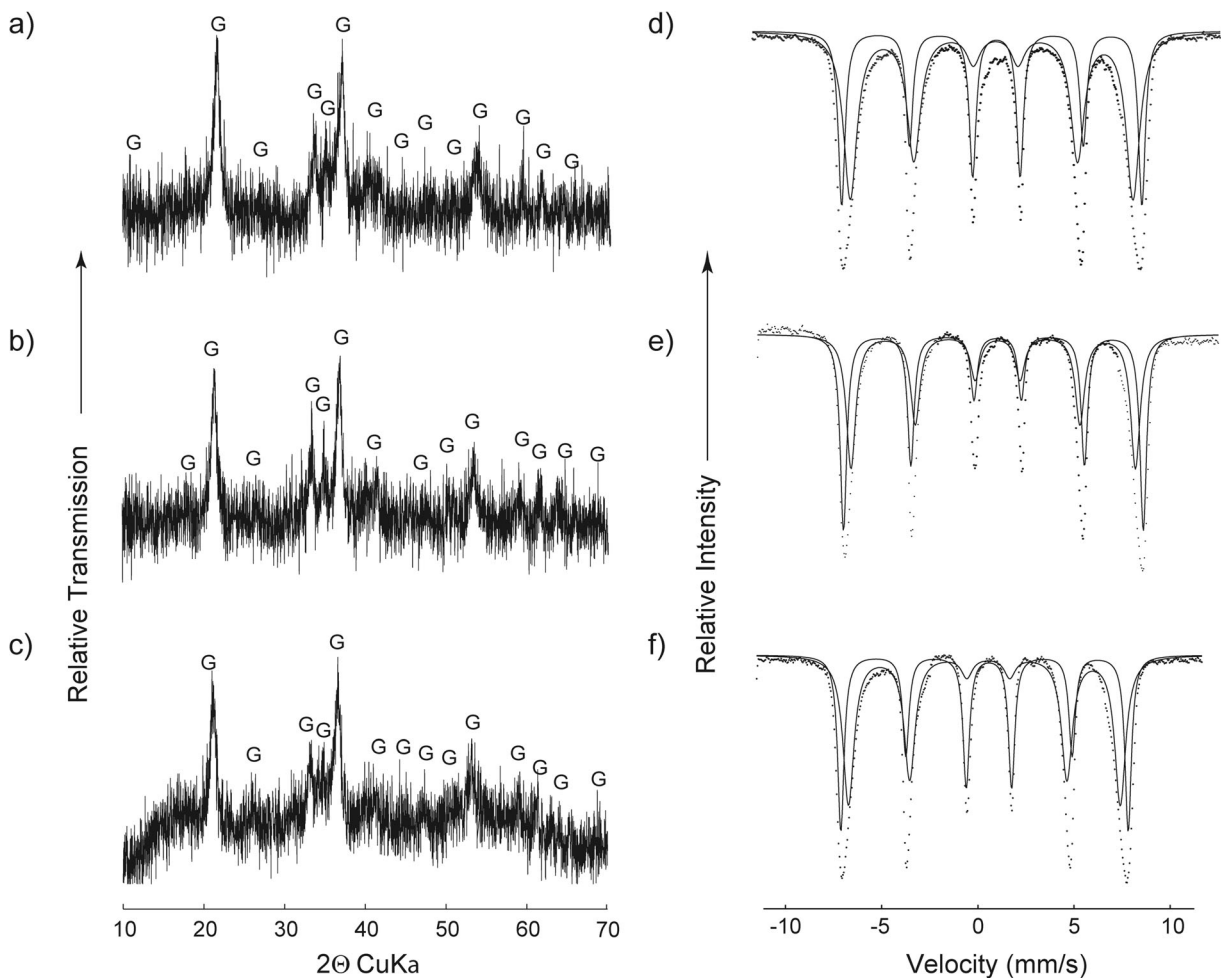 a)
G G G G G G G G G G G G G G
b)
G G G G G G G G G G G G G G
c)
G G G G G G G G G G G G G G
Relative Transmission
10 20 30 40 50 60 70
2Θ CuKa
d)
e)
f)
Relative Intensity
-10 -5 0 5 10
Velocity (mm/s)